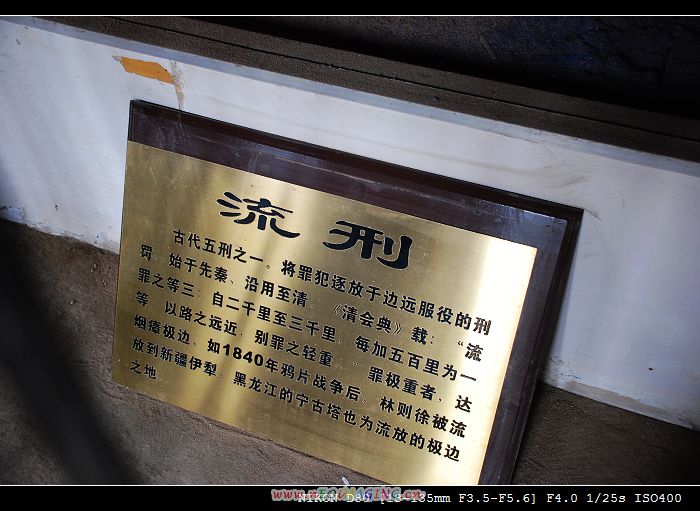 流刑
古代五刑之一。将罪犯逐放于边远服役的刑
罚。始于先秦、沿用至清。《清会典》载:“流
罪之等三:自二千里至三千里,每加五百里为一
等,以路之远近,别罪之轻重。”罪极重者,达
烟瘴极边。如1840年鸦片战争后,林则徐被流
放到新疆伊犁。黑龙江的宁古塔也为流放的极边
之地。
NIKON D80 [18-135mm F3.5-F5.6] F4.0 1/25s ISO400